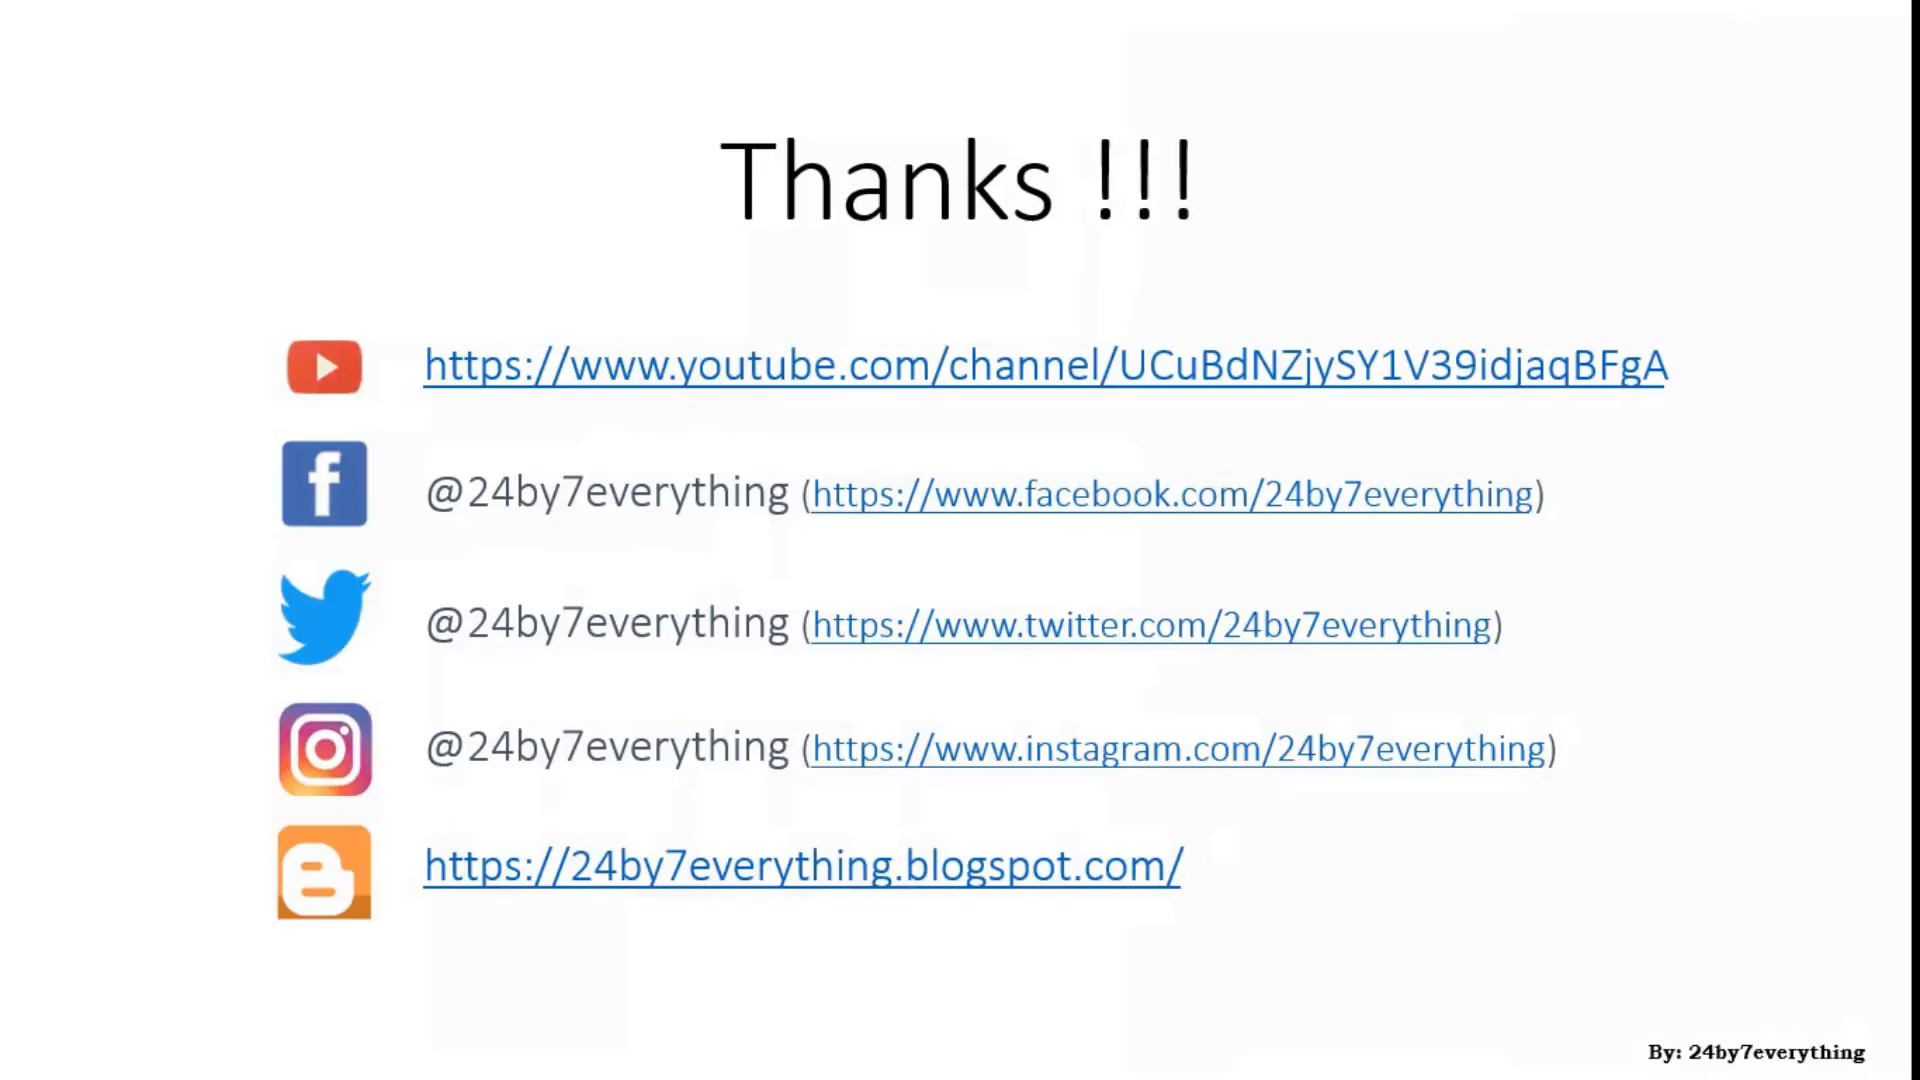 Thanks !!!
https://www.youtube.com/channel/UCuBdNZjySY1V39idjaqBFgA
@24by7everything (https://www.facebook.com/24by7everything)
@24by7everything (https://www.twitter.com/24by7everything)
@24by7everything (https://www.instagram.com/24by7everything)
https://24by7everything.blogspot.com/
By: 24by7everything